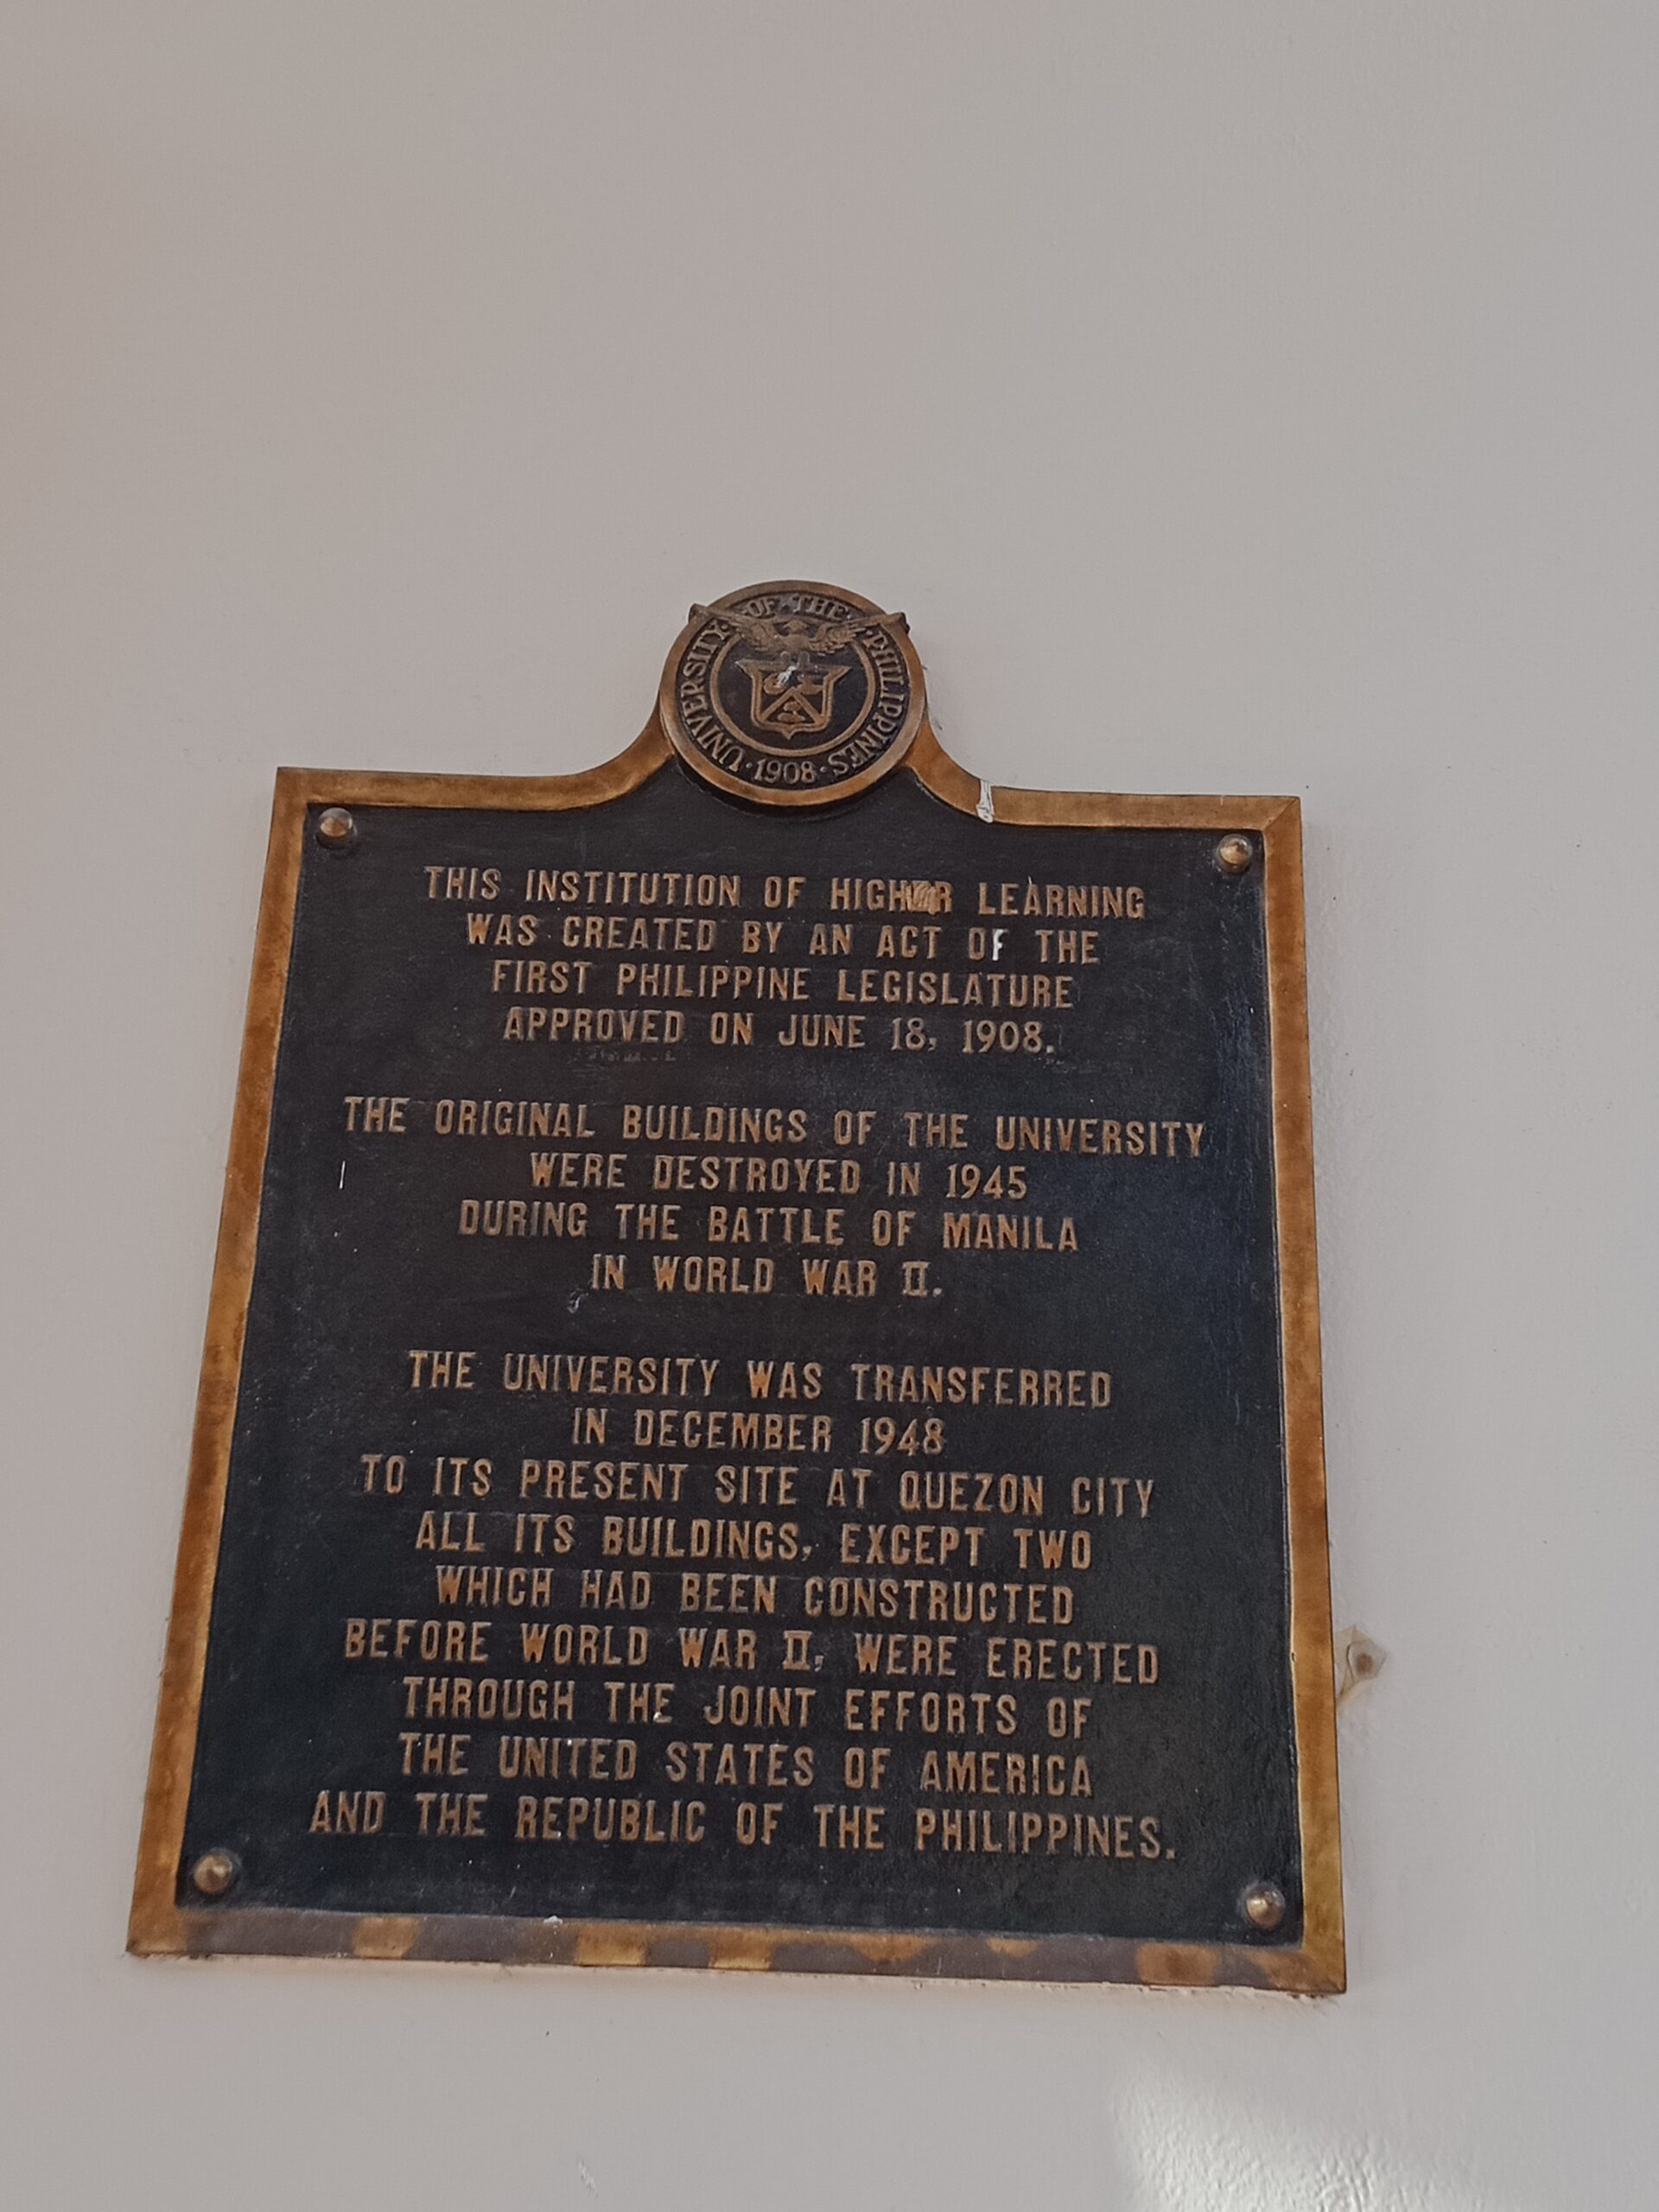 UNIVERSITY OF THE PHILIPPINES
1908
THIS INSTITUTION OF HIGHER LEARNING
WAS CREATED BY AN ACT OF THE
FIRST PHILIPPINE LEGISLATURE
APPROVED ON JUNE 18, 1908.
THE ORIGINAL BUILDINGS OF THE UNIVERSITY
WERE DESTROYED IN 1945
DURING THE BATTLE OF MANILA
IN WORLD WAR II.
THE UNIVERSITY WAS TRANSFERRED
IN DECEMBER 1948
TO ITS PRESENT SITE AT QUEZON CITY
ALL ITS BUILDINGS, EXCEPT TWO
WHICH HAD BEEN CONSTRUCTED
BEFORE WORLD WAR II, WERE ERECTED
THROUGH THE JOINT EFFORTS OF
THE UNITED STATES OF AMERICA
AND THE REPUBLIC OF THE PHILIPPINES.